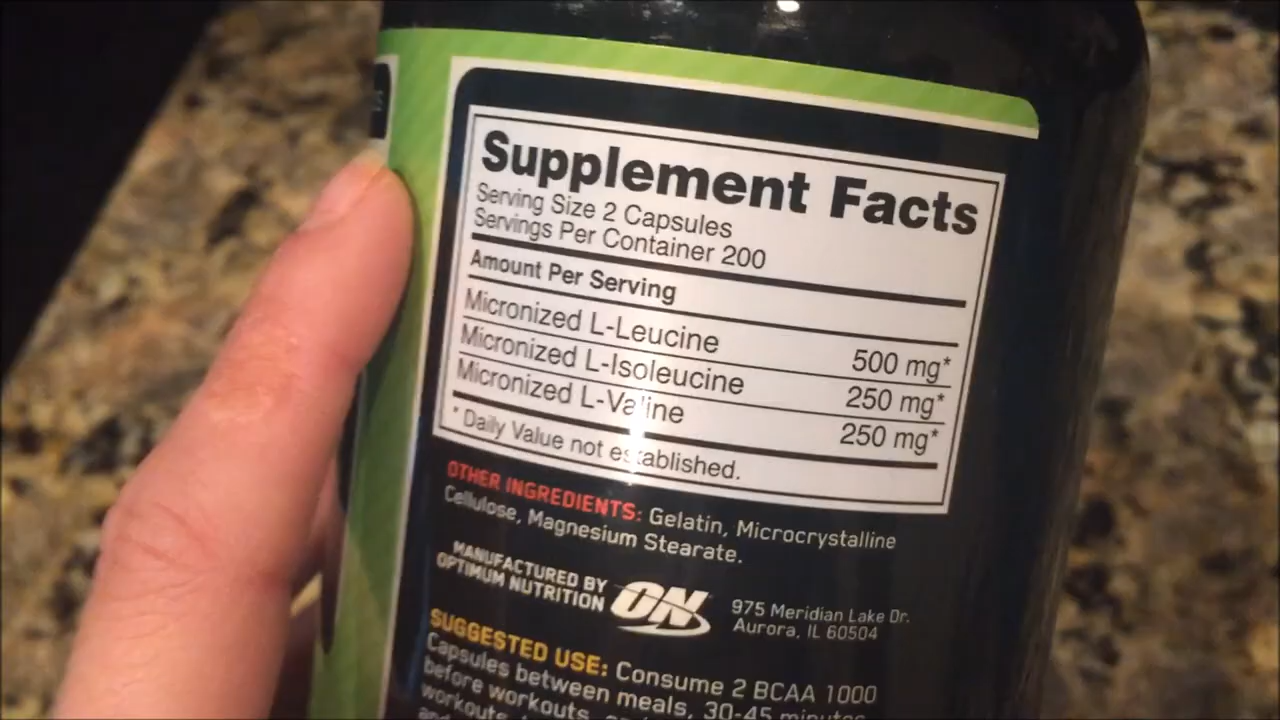 Supplement Facts
Serving Size 2 Capsules
Servings Per Container 200
Amount Per Serving
Micronized L-Leucine 500 mg*
Micronized L-Isoleucine 250 mg*
Micronized L-Valine 250 mg*
* Daily Value not established.
OTHER INGREDIENTS: Gelatin, Microcrystalline
Cellulose, Magnesium Stearate.
MANUFACTURED BY
OPTIMUM NUTRITION
ON
975 Meridian Lake Dr.
Aurora, IL 60504
SUGGESTED USE: Consume 2 BCAA 1000
Capsules between meals, 30-45 minutes
before workouts,
workouts